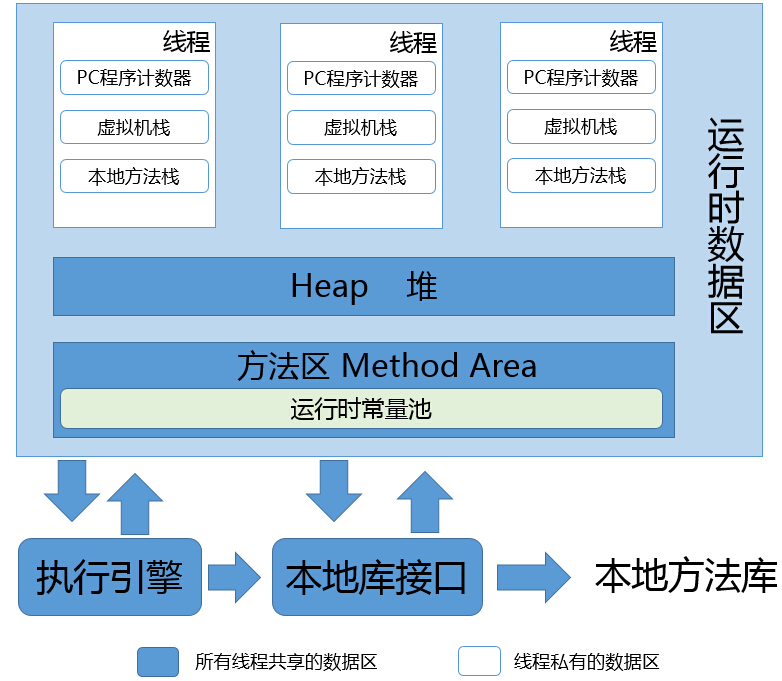 线程
PC程序计数器
虚拟机栈
本地方法栈
线程
PC程序计数器
虚拟机栈
本地方法栈
线程
PC程序计数器
虚拟机栈
本地方法栈
运行时数据区
Heap 堆
方法区 Method Area
运行时常量池
执行引擎
本地库接口
本地方法库
所有线程共享的数据区
线程私有的数据区